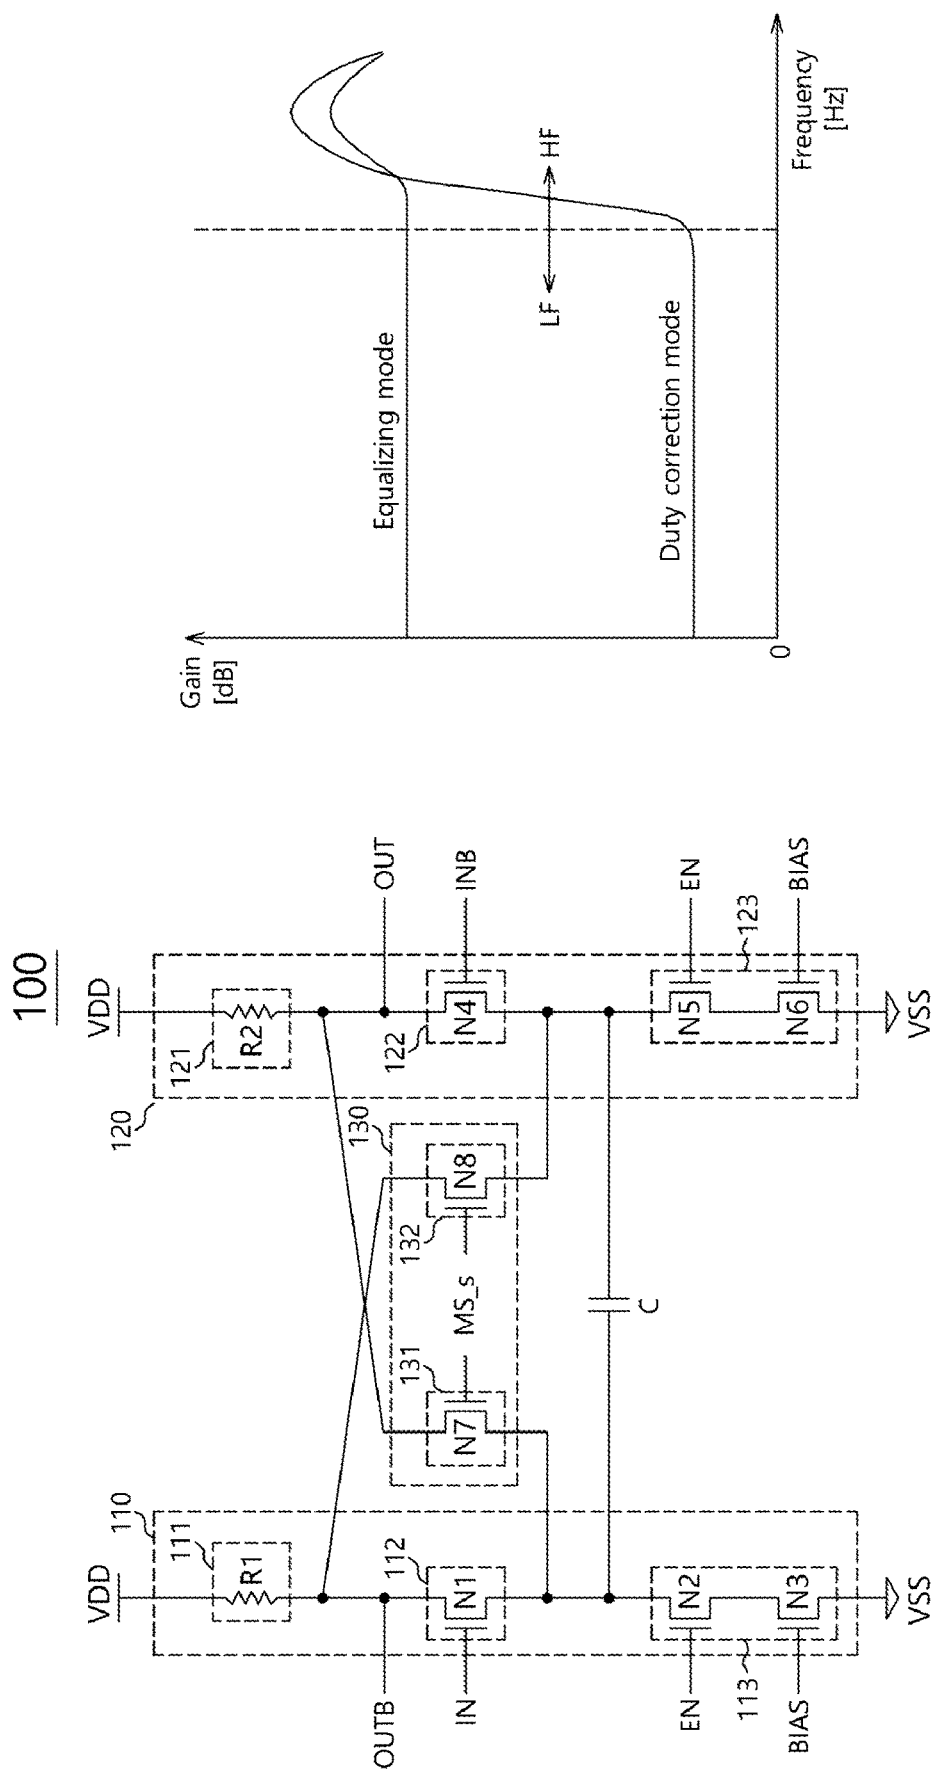 100
VDD
VDD
110
120
111
R1
121
R2
OUTB
OUT
130
112
N1
IN
131
N7
MS_s
132
N8
122
N4
INB
C
EN
N2
N5
EN
113
123
BIAS
N3
N6
BIAS
VSS
VSS
Gain
[dB]
Equalizing mode
LF
HF
Duty correction mode
0
Frequency
[Hz]